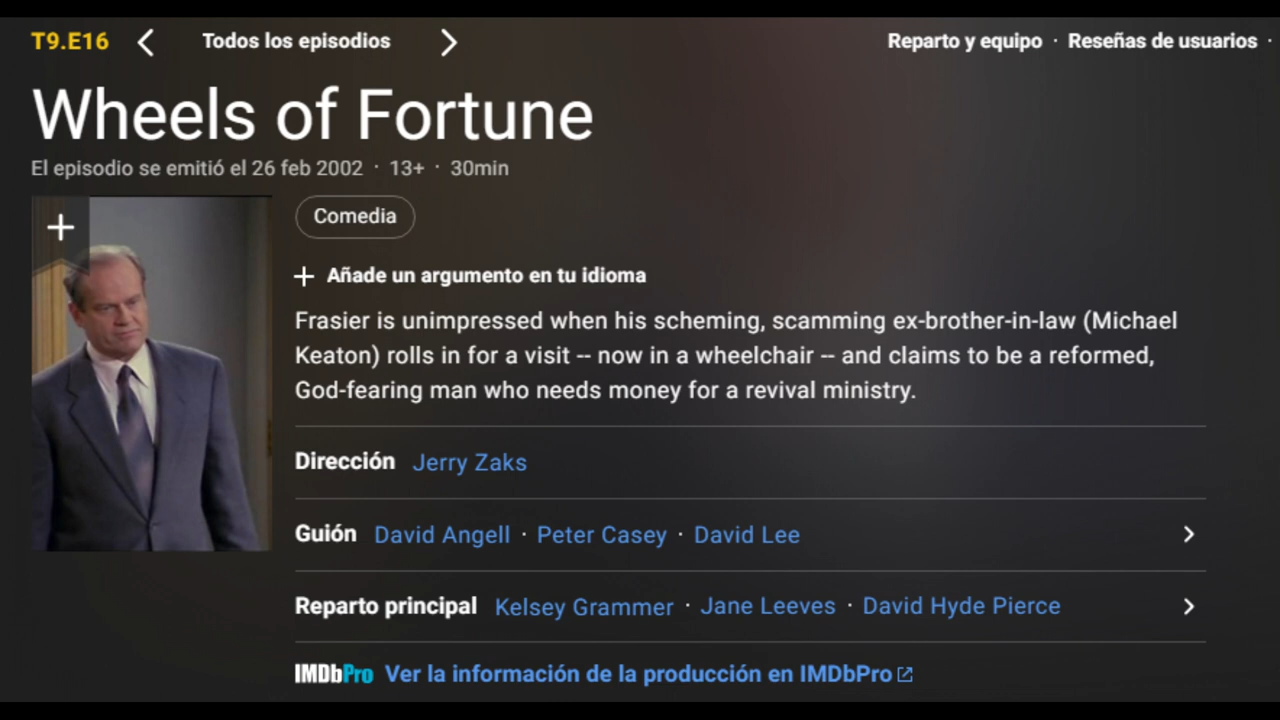 T9.E16 Todos los episodios Reparto y equipo · Reseñas de usuarios ·
Wheels of Fortune
El episodio se emitió el 26 feb 2002 · 13+ · 30min
Comedia
Añade un argumento en tu idioma
Frasier is unimpressed when his scheming, scamming ex-brother-in-law (Michael
Keaton) rolls in for a visit -- now in a wheelchair -- and claims to be a reformed,
God-fearing man who needs money for a revival ministry.
Dirección Jerry Zaks
Guión David Angell · Peter Casey · David Lee
Reparto principal Kelsey Grammer · Jane Leeves · David Hyde Pierce
IMDbPro Ver la información de la producción en IMDbPro